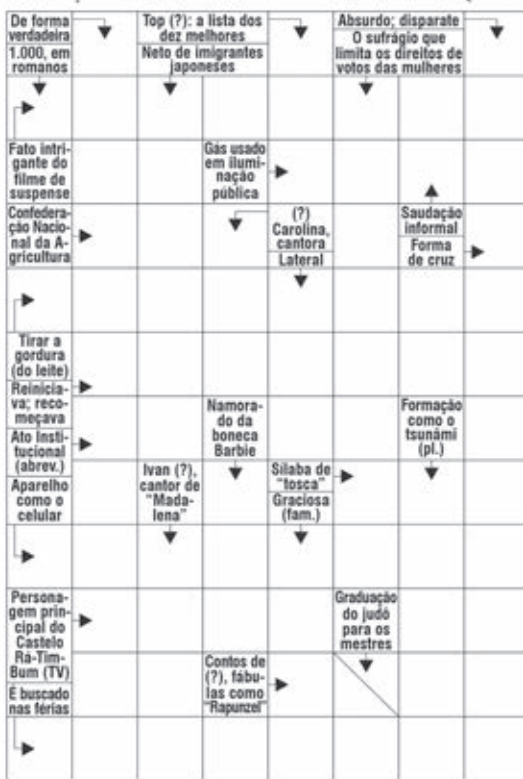 De forma
verdadeira
1.000, em
romanos
Top (?): a lista dos
dez melhores
Neto de imigrantes
japoneses
Absurdo; disparate
O sufrágio que
limita os direitos de
votos das mulheres
Fato intri-
gante do
filme de
suspense
Gás usado
em ilumi-
nação
pública
Confedera-
ção Nacio-
nal da A-
gricultura
(?)
Carolina,
cantora
Lateral
Saudação
informal
Forma
de cruz
Tirar a
gordura
(do leite)
Reinicia-
va; reco-
meçava
Ato Insti-
tucional
(abrev.)
Aparelho
como o
celular
Namora-
do da
boneca
Barbie
Formação
como o
tsunâmi
(pl.)
Ivan (?),
cantor de
"Mada-
lena"
Sílaba de
"tosca"
Graciosa
(fam.)
Persona-
gem prin-
cipal do
Castelo
Rá-Tim-
Bum (TV)
É buscado
nas férias
Graduação
do judô
para os
mestres
Contos de
(?), fábu-
las como
"Rapunzel"